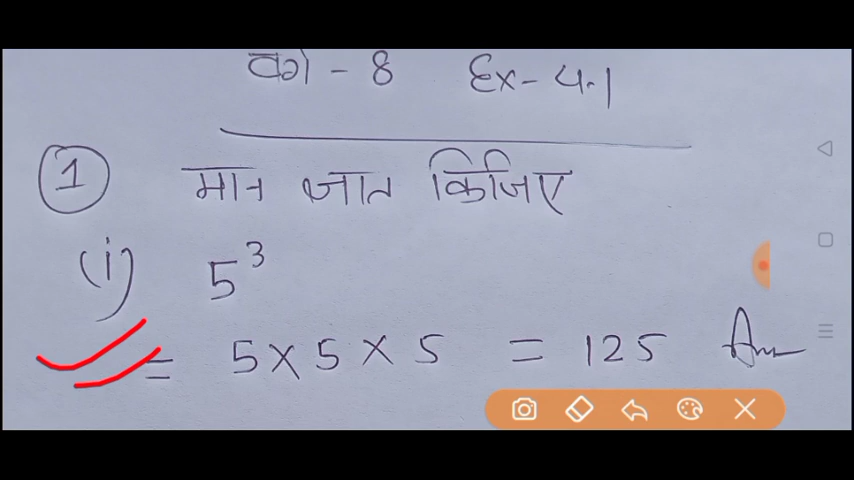 वर्ग - 8 Ex- 4.1
1 मान ज्ञात किजिए
(i) 5³
= 5 × 5 × 5 = 125 Ans